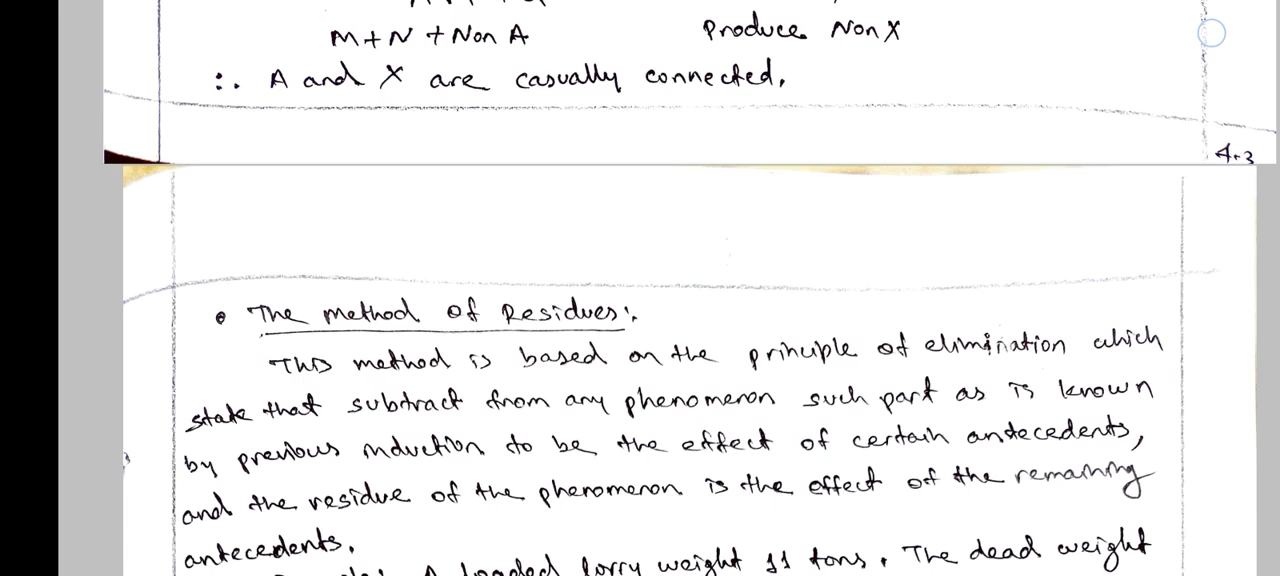 M + N + Non A Produce Non X
∴ A and X are casually connected.
4.3
• The method of Residues:
This method is based on the principle of elimination which
state that subtract from any phenomenon such part as is known
by previous induction to be the effect of certain antecedents,
and the residue of the phenomenon is the effect of the remaining
antecedents.
A loaded lorry weight 11 tons. The dead weight